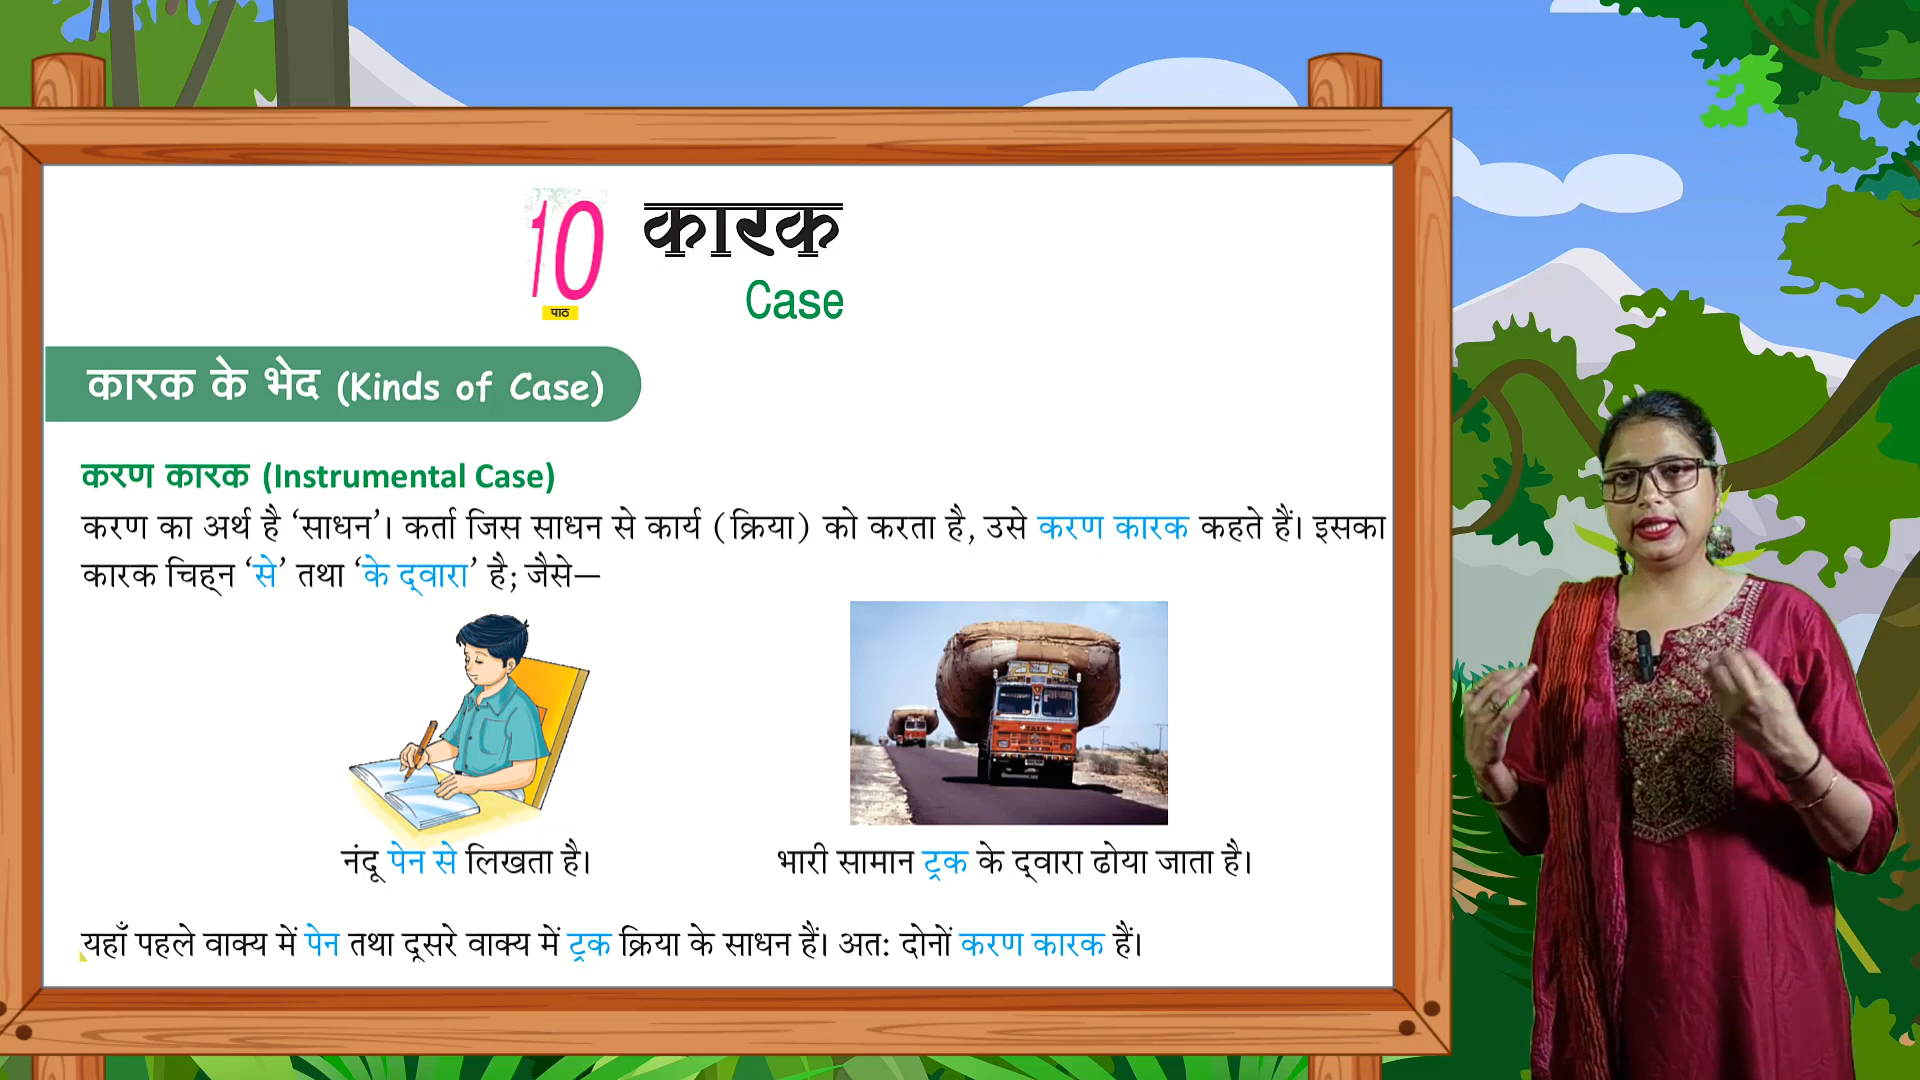 10 कारक
पाठ
Case
कारक के भेद (Kinds of Case)
करण कारक (Instrumental Case)
करण का अर्थ है ‘साधन’। कर्ता जिस साधन से कार्य (क्रिया) को करता है, उसे करण कारक कहते हैं। इसका
कारक चिह्‌न ‘से’ तथा ‘के द्‌वारा’ है; जैसे—
नंदू पेन से लिखता है।
भारी सामान ट्रक के द्‌वारा ढोया जाता है।
यहाँ पहले वाक्य में पेन तथा दूसरे वाक्य में ट्रक क्रिया के साधन हैं। अतः दोनों करण कारक हैं।